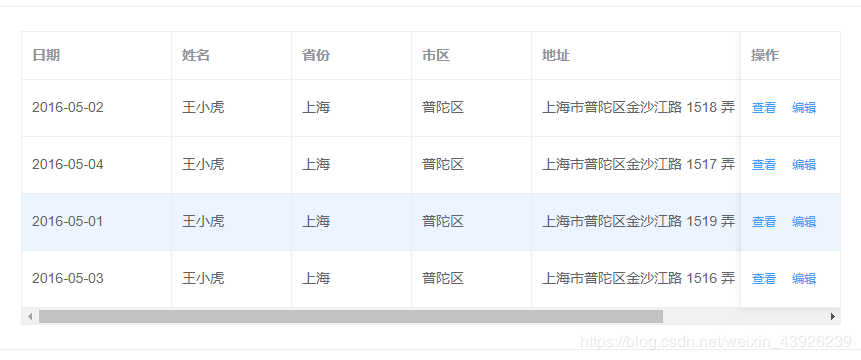 日期 姓名 省份 市区 地址 操作
2016-05-02 王小虎 上海 普陀区 上海市普陀区金沙江路 1518 弄 查看 编辑
2016-05-04 王小虎 上海 普陀区 上海市普陀区金沙江路 1517 弄 查看 编辑
2016-05-01 王小虎 上海 普陀区 上海市普陀区金沙江路 1519 弄 查看 编辑
2016-05-03 王小虎 上海 普陀区 上海市普陀区金沙江路 1516 弄 查看 编辑
https://blog.csdn.net/weixin_43926239